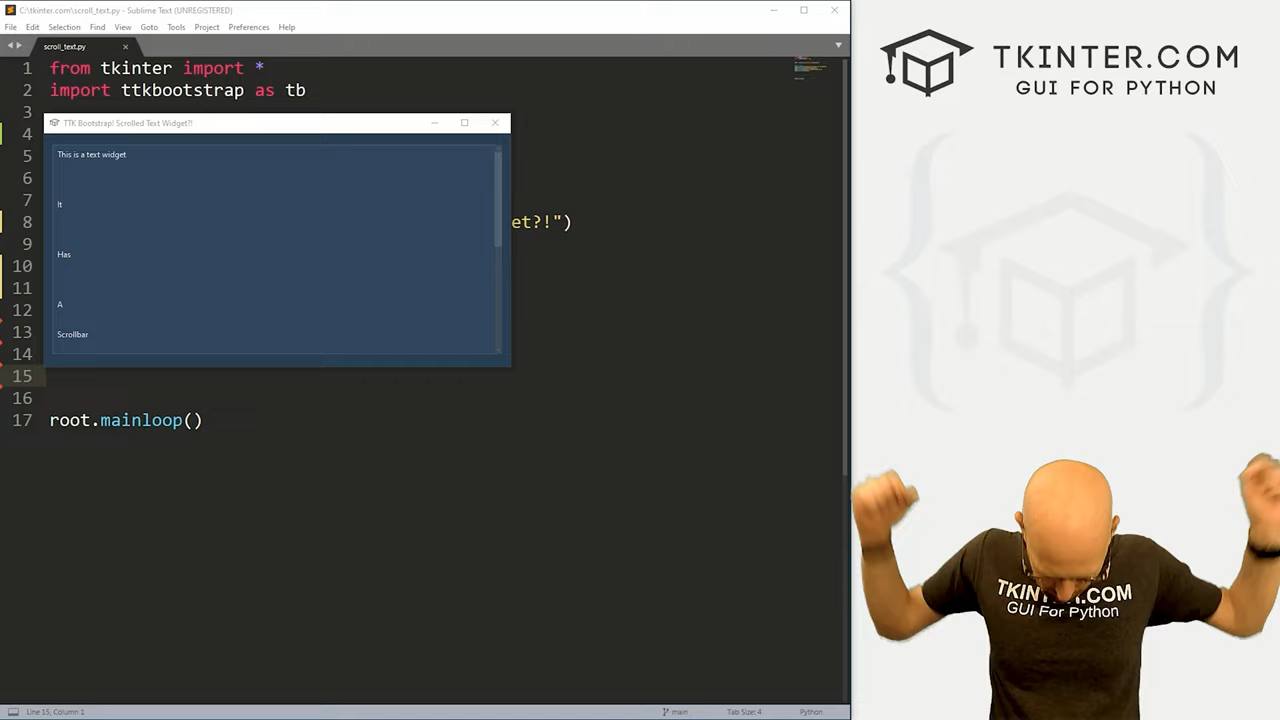 C:\tkinter.com\scroll_text.py - Sublime Text (UNREGISTERED)
File Edit Selection Find View Goto Tools Project Preferences Help
scroll_text.py
1 from tkinter import *
2 import ttkbootstrap as tb
3
TTK Bootstrap! Scrolled Text Widget?!
4
This is a text widget
5
6
7
It
8 et?!")
9
Has
10
11
A
12
Scrollbar
13
14
15
16
17 root.mainloop()
Line 15, Column 1
main
Tab Size: 4
Python
TKINTER.COM
GUI FOR PYTHON
TKINTER.COM
GUI For Python